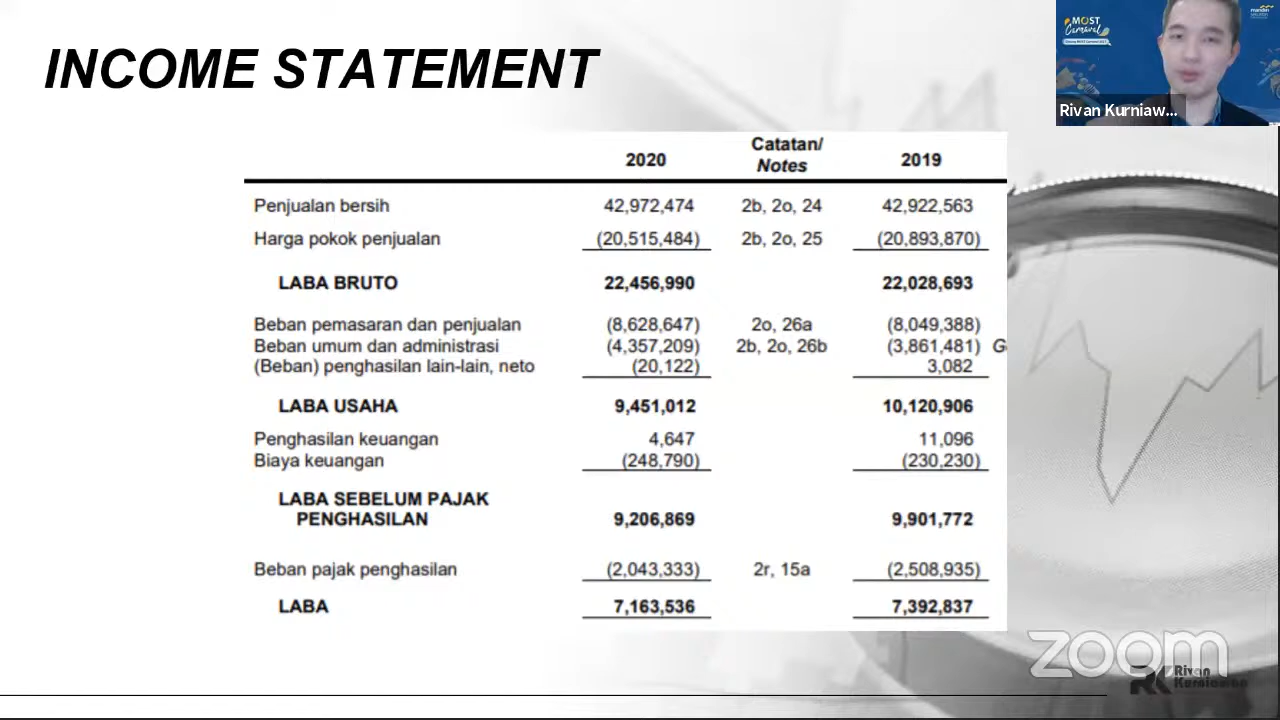 INCOME STATEMENT
MOST
Carnaval
mandiri
Rivan Kurniaw...
2020 Catatan/ Notes 2019
Penjualan bersih 42,972,474 2b, 2o, 24 42,922,563
Harga pokok penjualan (20,515,484) 2b, 2o, 25 (20,893,870)
LABA BRUTO 22,456,990 22,028,693
Beban pemasaran dan penjualan (8,628,647) 2o, 26a (8,049,388)
Beban umum dan administrasi (4,357,209) 2b, 2o, 26b (3,861,481) G
(Beban) penghasilan lain-lain, neto (20,122) 3,082
LABA USAHA 9,451,012 10,120,906
Penghasilan keuangan 4,647 11,096
Biaya keuangan (248,790) (230,230)
LABA SEBELUM PAJAK
PENGHASILAN 9,206,869 9,901,772
Beban pajak penghasilan (2,043,333) 2r, 15a (2,508,935)
LABA 7,163,536 7,392,837
zoom
RK Rivan
Kurniawan